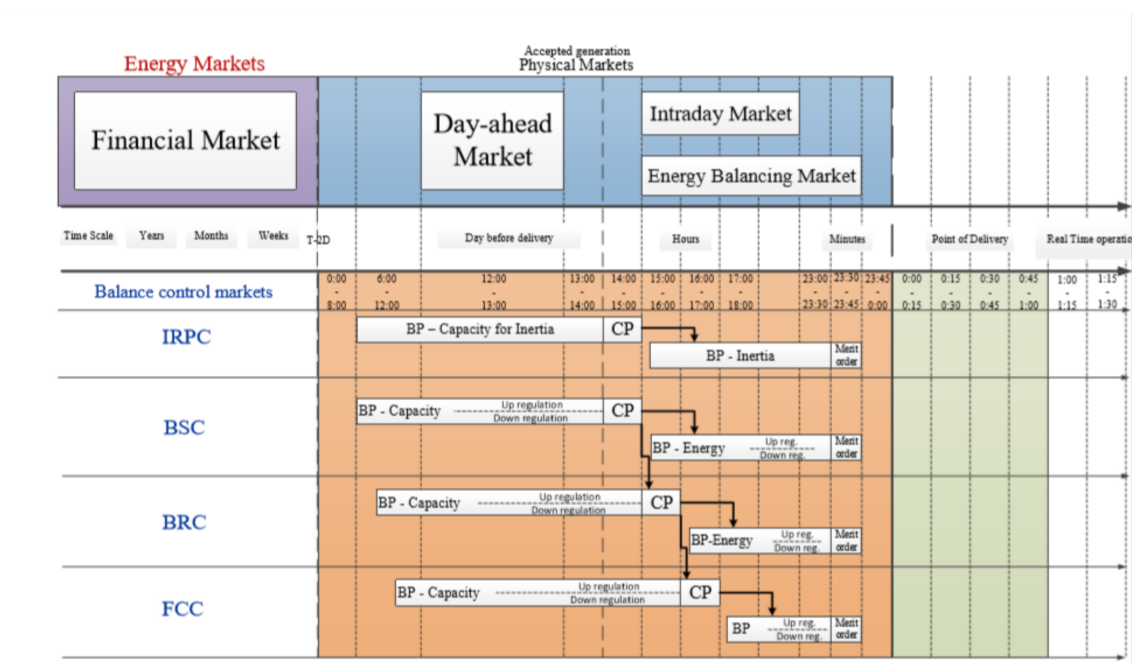 Accepted generation
Energy Markets
Physical Markets
Financial Market
Day-ahead
Market
Intraday Market
Energy Balancing Market
Time Scale Years Months Weeks T-2D Day before delivery Hours Minutes Point of Delivery Real Time operatio
Balance control markets
0:00 6:00 12:00 13:00 14:00 15:00 16:00 17:00 23:00 23:30 23:45 0:00 0:15 0:30 0:45 1:00 1:15
- - - - - - - - - - - - - - - - -
8:00 12:00 13:00 14:00 15:00 16:00 17:00 18:00 23:30 23:45 0:00 0:15 0:30 0:45 1:00 1:15 1:30
IRPC
BP – Capacity for Inertia CP
BP - Inertia
Merit
order
BSC
BP - Capacity
Up regulation
Down regulation
CP
BP - Energy
Up reg.
Down reg.
Merit
order
BRC
BP - Capacity
Up regulation
Down regulation
CP
BP-Energy
Up reg.
Down reg.
Merit
order
FCC
BP - Capacity
Up regulation
Down regulation
CP
BP
Up reg.
Down reg.
Merit
order